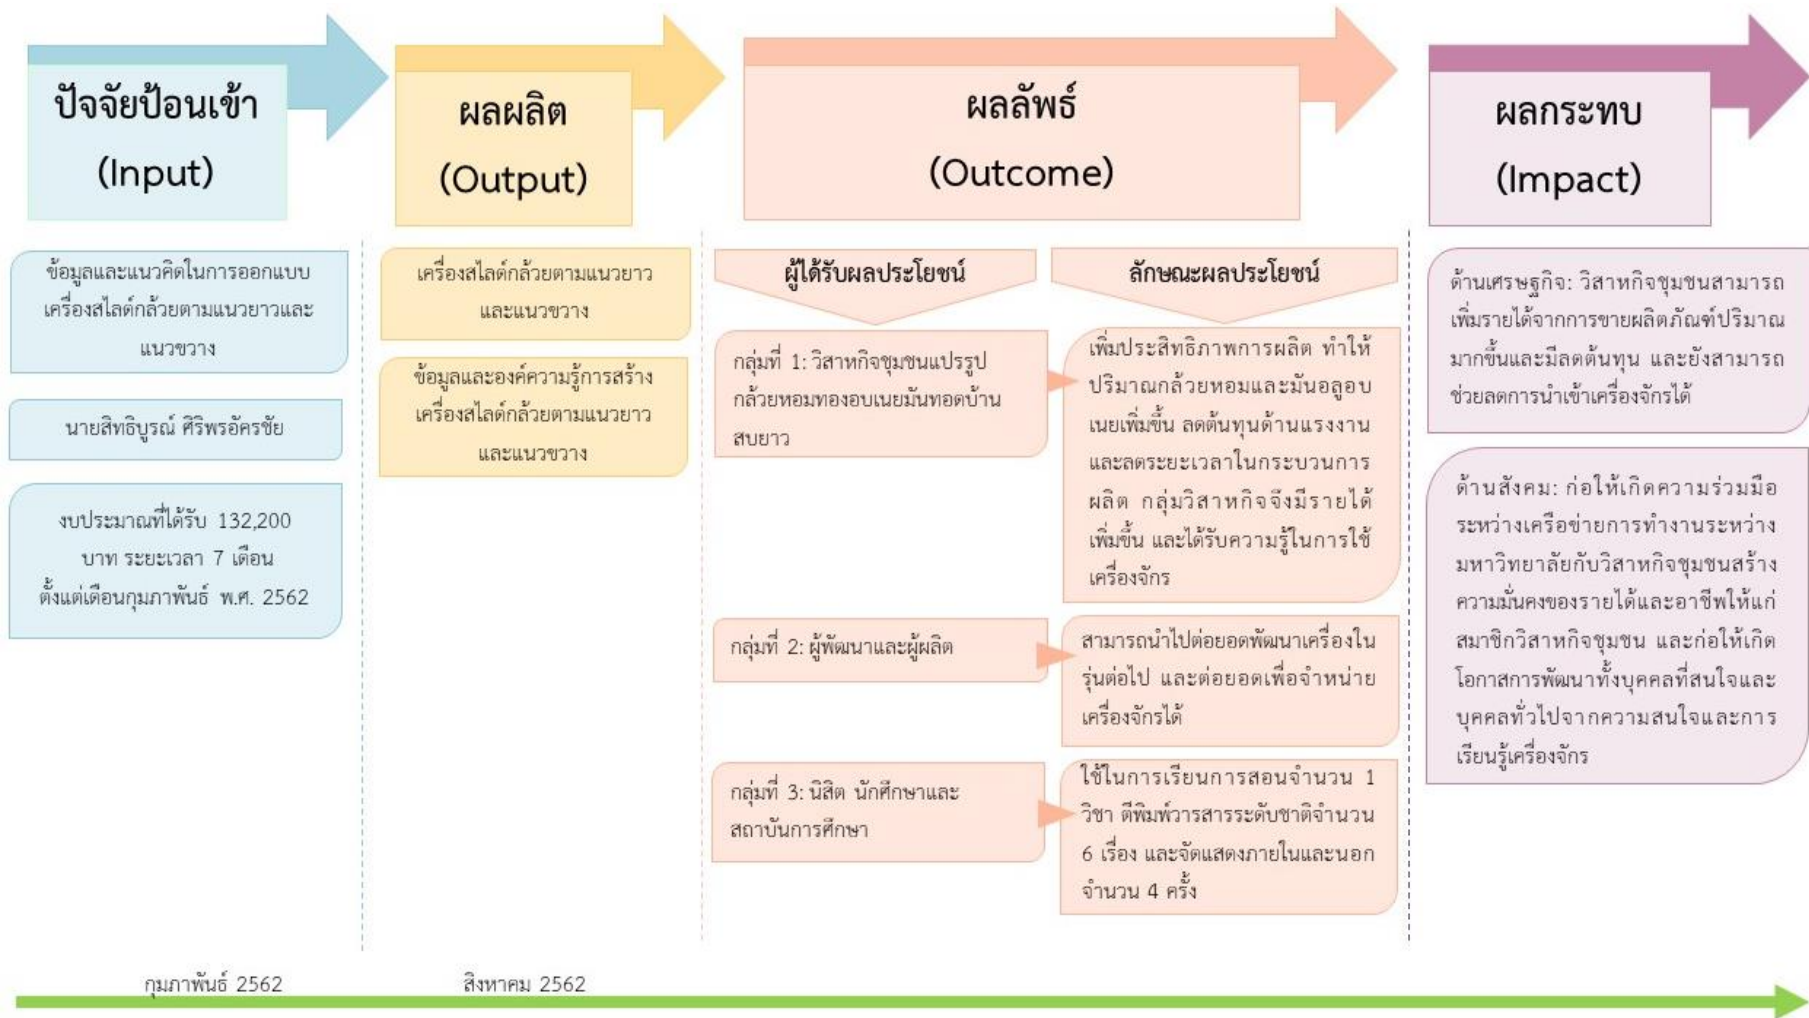 ปัจจัยป้อนเข้า
(Input)
ข้อมูลและแนวคิดในการออกแบบ
เครื่องสไลด์กล้วยตามแนวยาวและ
แนวขวาง
นายสิทธิบูรณ์ ศิริพรอัครชัย
งบประมาณที่ได้รับ 132,200
บาท ระยะเวลา 7 เดือน
ตั้งแต่เดือนกุมภาพันธ์ พ.ศ. 2562
ผลผลิต
(Output)
เครื่องสไลด์กล้วยตามแนวยาว
และแนวขวาง
ข้อมูลและองค์ความรู้การสร้าง
เครื่องสไลด์กล้วยตามแนวยาว
และแนวขวาง
ผลลัพธ์
(Outcome)
ผู้ได้รับผลประโยชน์
ลักษณะผลประโยชน์
กลุ่มที่ 1: วิสาหกิจชุมชนแปรรูป
กล้วยหอมทองอบเนยมันทอดบ้าน
สบยาว
เพิ่มประสิทธิภาพการผลิต ทำให้
ปริมาณกล้วยหอมและมันอลูอบ
เนยเพิ่มขึ้น ลดต้นทุนด้านแรงงาน
และลดระยะเวลาในกระบวนการ
ผลิต กลุ่มวิสาหกิจจึงมีรายได้
เพิ่มขึ้น และได้รับความรู้ในการใช้
เครื่องจักร
กลุ่มที่ 2: ผู้พัฒนาและผู้ผลิต
สามารถนำไปต่อยอดพัฒนาเครื่องใน
รุ่นต่อไป และต่อยอดเพื่อจำหน่าย
เครื่องจักรได้
กลุ่มที่ 3: นิสิต นักศึกษาและ
สถาบันการศึกษา
ใช้ในการเรียนการสอนจำนวน 1
วิชา ตีพิมพ์วารสารระดับชาติจำนวน
6 เรื่อง และจัดแสดงภายในและนอก
จำนวน 4 ครั้ง
ผลกระทบ
(Impact)
ด้านเศรษฐกิจ: วิสาหกิจชุมชนสามารถ
เพิ่มรายได้จากการขายผลิตภัณฑ์ปริมาณ
มากขึ้นและมีลดต้นทุน และยังสามารถ
ช่วยลดการนำเข้าเครื่องจักรได้
ด้านสังคม: ก่อให้เกิดความร่วมมือ
ระหว่างเครือข่ายการทำงานระหว่าง
มหาวิทยาลัยกับวิสาหกิจชุมชนสร้าง
ความมั่นคงของรายได้และอาชีพให้แก่
สมาชิกวิสาหกิจชุมชน และก่อให้เกิด
โอกาสการพัฒนาทั้งบุคคลที่สนใจและ
บุคคลทั่วไปจากความสนใจและการ
เรียนรู้เครื่องจักร
กุมภาพันธ์ 2562
สิงหาคม 2562